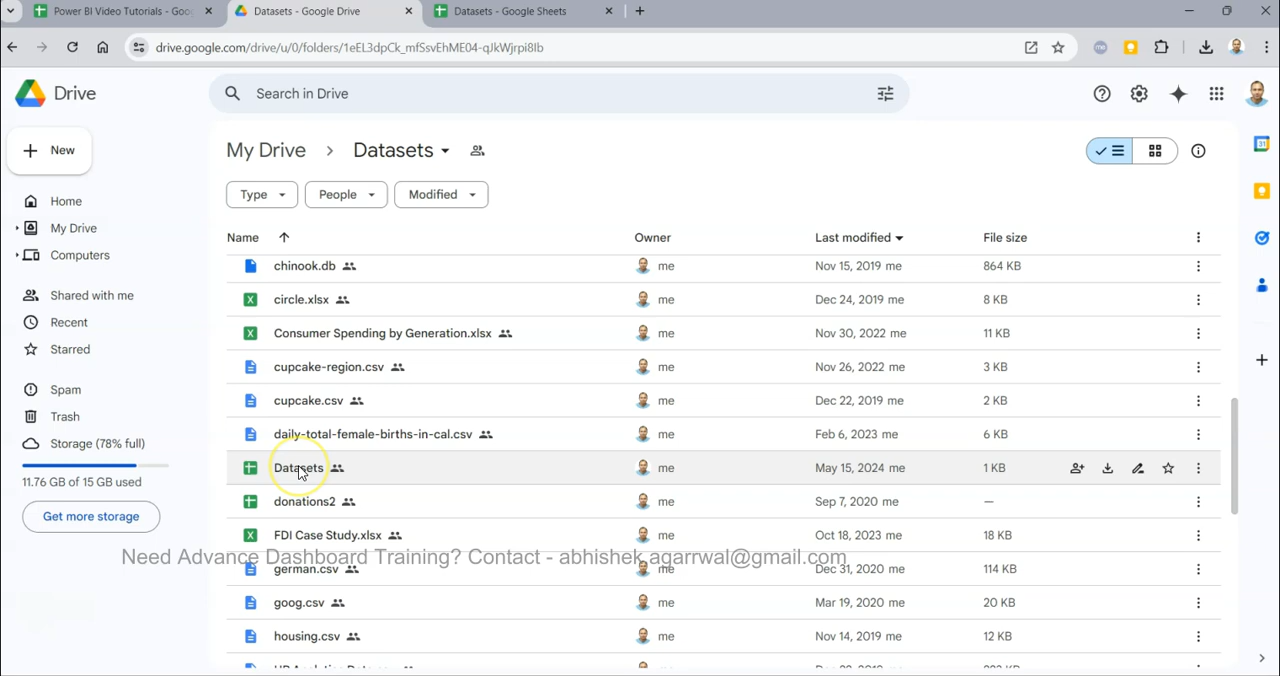 Power BI Video Tutorials - Goo
Datasets - Google Drive
Datasets - Google Sheets
drive.google.com/drive/u/0/folders/1eEL3dpCk_mfSsvEhME04-qJkWjrpi8Ib
Drive
Search in Drive
New
My Drive
Datasets
Type
People
Modified
Home
My Drive
Computers
Shared with me
Recent
Starred
Spam
Trash
Storage (78% full)
11.76 GB of 15 GB used
Get more storage
Name Owner Last modified File size
chinook.db me Nov 15, 2019 me 864 KB
circle.xlsx me Dec 24, 2019 me 8 KB
Consumer Spending by Generation.xlsx me Nov 30, 2022 me 11 KB
cupcake-region.csv me Nov 26, 2022 me 3 KB
cupcake.csv me Dec 22, 2019 me 2 KB
daily-total-female-births-in-cal.csv me Feb 6, 2023 me 6 KB
Datasets me May 15, 2024 me 1 KB
donations2 me Sep 7, 2020 me —
FDI Case Study.xlsx me Oct 18, 2023 me 18 KB
Need Advance Dashboard Training? Contact - abhishek.agarrwal@gmail.com
german.csv me Dec 31, 2020 me 114 KB
goog.csv me Mar 19, 2020 me 20 KB
housing.csv me Nov 14, 2019 me 12 KB